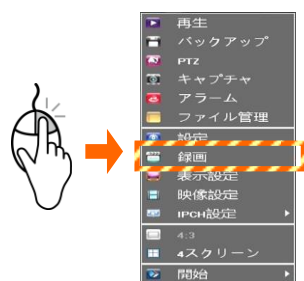 再生
バックアップ
PTZ
キャプチャ
アラーム
ファイル管理
設定
録画
表示設定
映像設定
IPCH設定
4:3
4スクリーン
開始